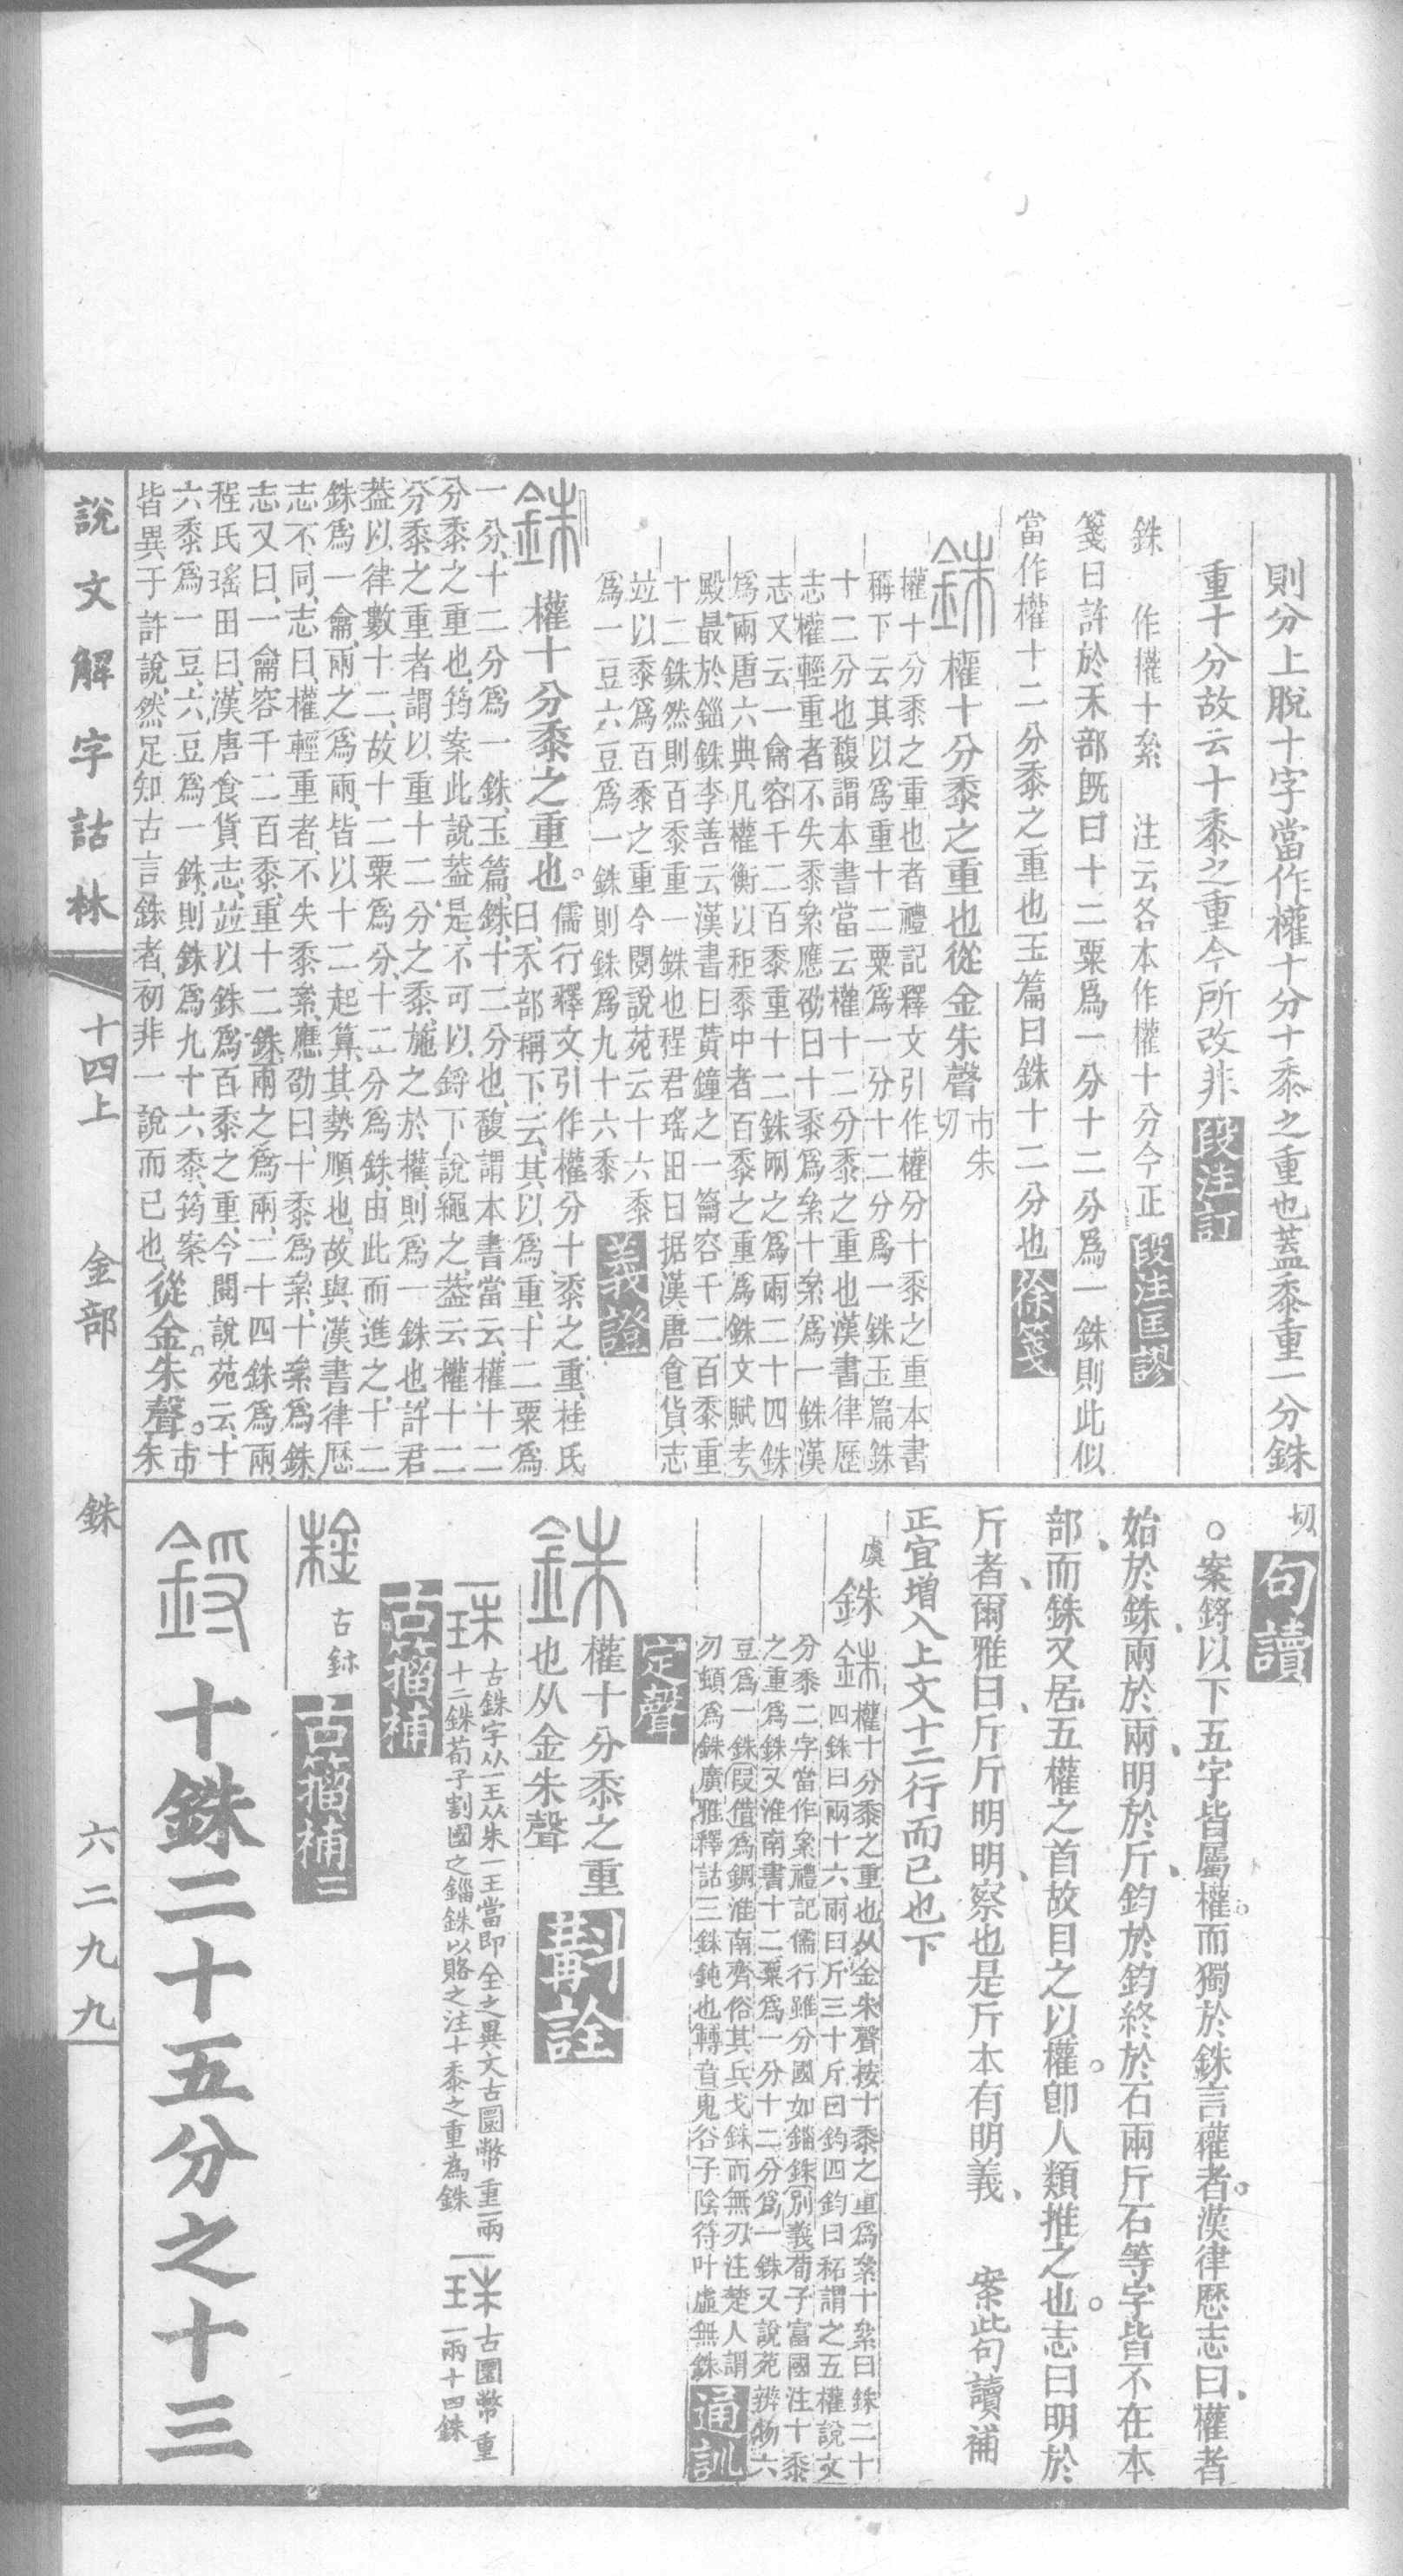 則分上脫十字當作權十分十黍之重也蓋黍重一分銖
重十分故云十黍之重今所改非段注訂
銖　作權十絫　注云各本作權十分今正段注匡謬
箋曰許於禾部旣曰十二粟爲一分十二分爲一銖則此似
當作權十二分黍之重也玉篇曰銖十二分也徐箋
銖權十分黍之重也從金朱聲市朱
切
權十分黍之重也者禮記釋文引作權分十黍之重本書
稱下云其以爲重十二粟爲一分十二分爲一銖玉篇銖
十二分也馥謂本書當云權十二分黍之重也漢書律歷
志權輕重者不失黍絫應劭曰十黍爲絫十絫爲一銖漢
志又云一龠容千二百黍重十二銖兩之爲兩二十四銖
爲兩唐六典凡權衡以秬黍中者百黍之重爲銖文賦考
殿最於錙銖李善云漢書曰黃鐘之一籥容千二百黍重
十二銖然則百黍重一銖也程君瑤田曰据漢唐食貨志
竝以黍爲百黍之重今閱說苑云十六黍
爲一豆六豆爲一銖則銖爲九十六黍義證
銖權十分黍之重也。儒行釋文、引作權分十黍之重、桂氏
曰、禾部稱下、云、其以爲重、十二粟爲
一分、十二分爲一銖、玉篇、銖、十二分也、馥謂本書當云、權十二
分黍之重也、筠案此說蓋是、不可以鋝下說繩之、蓋云權十二
分黍之重者、謂以重十二分之黍、施之於權、則爲一銖也、許君
蓋以律數十二、故十二粟爲分、十二分爲銖、由此而進之、十二
銖爲一龠、兩之爲兩、皆以十二起算、其勢順也、故與漢書律歷
志不同、志曰、權輕重者、不失黍絫、應劭曰、十黍爲絫、十絫爲銖
志又曰、一龠容千二百黍、重十二銖、兩之爲兩、二十四銖爲兩
程氏瑤田曰、漢唐食貨志、竝以銖爲百黍之重、今閱說苑云、十
六黍爲一豆、六豆爲一銖、則銖爲九十六黍、筠案
皆異于許說、然足知古言銖者、初非一說而已也、從金。朱聲。市朱
切句讀
○案鋝以下五字皆屬權。而獨於銖言權者。漢律歷志曰、權者
始於銖、兩於兩、明於斤、鈞於鈞終於石兩斤石等字皆不在本
部、而銖又居五權之首故目之以權。卽人類推之也。志曰明於
斤者、爾雅曰、斤斤明明、察也是斤本有明義、　案此句讀補
正宜增入上文十二行而已也下
虞銖銖權十分黍之重也从金朱聲按十黍之重爲絫十絫曰銖二十
四銖曰兩十六兩曰斤三十斤曰鈞四鈞曰䄷謂之五權說文
分黍二字當作絫禮記儒行雖分國如錙銖別義荀子富國注十黍
之重爲銖又淮南書十二粟爲一分十二分爲一銖又說苑辨物六
豆爲一銖叚借爲錭淮南齊俗其兵戈銖而無刃注楚人謂
刃頓爲銖廣雅釋詁三銖鈍也轉音鬼谷子陰符叶虛無銖通訓
定聲
銖權十分黍之重
也从金朱聲斠詮
古銖字从王从朱一王當卽全之異文古圜幣重一兩
十二銖荀子割國之錙銖以賂之注十黍之重爲銖
古圜幣重
一兩十四銖
古籀補
古鉥古籀補二
鋝十銖二十五分之十三
說文解字詁林　十四上　金部　銖　六二九九